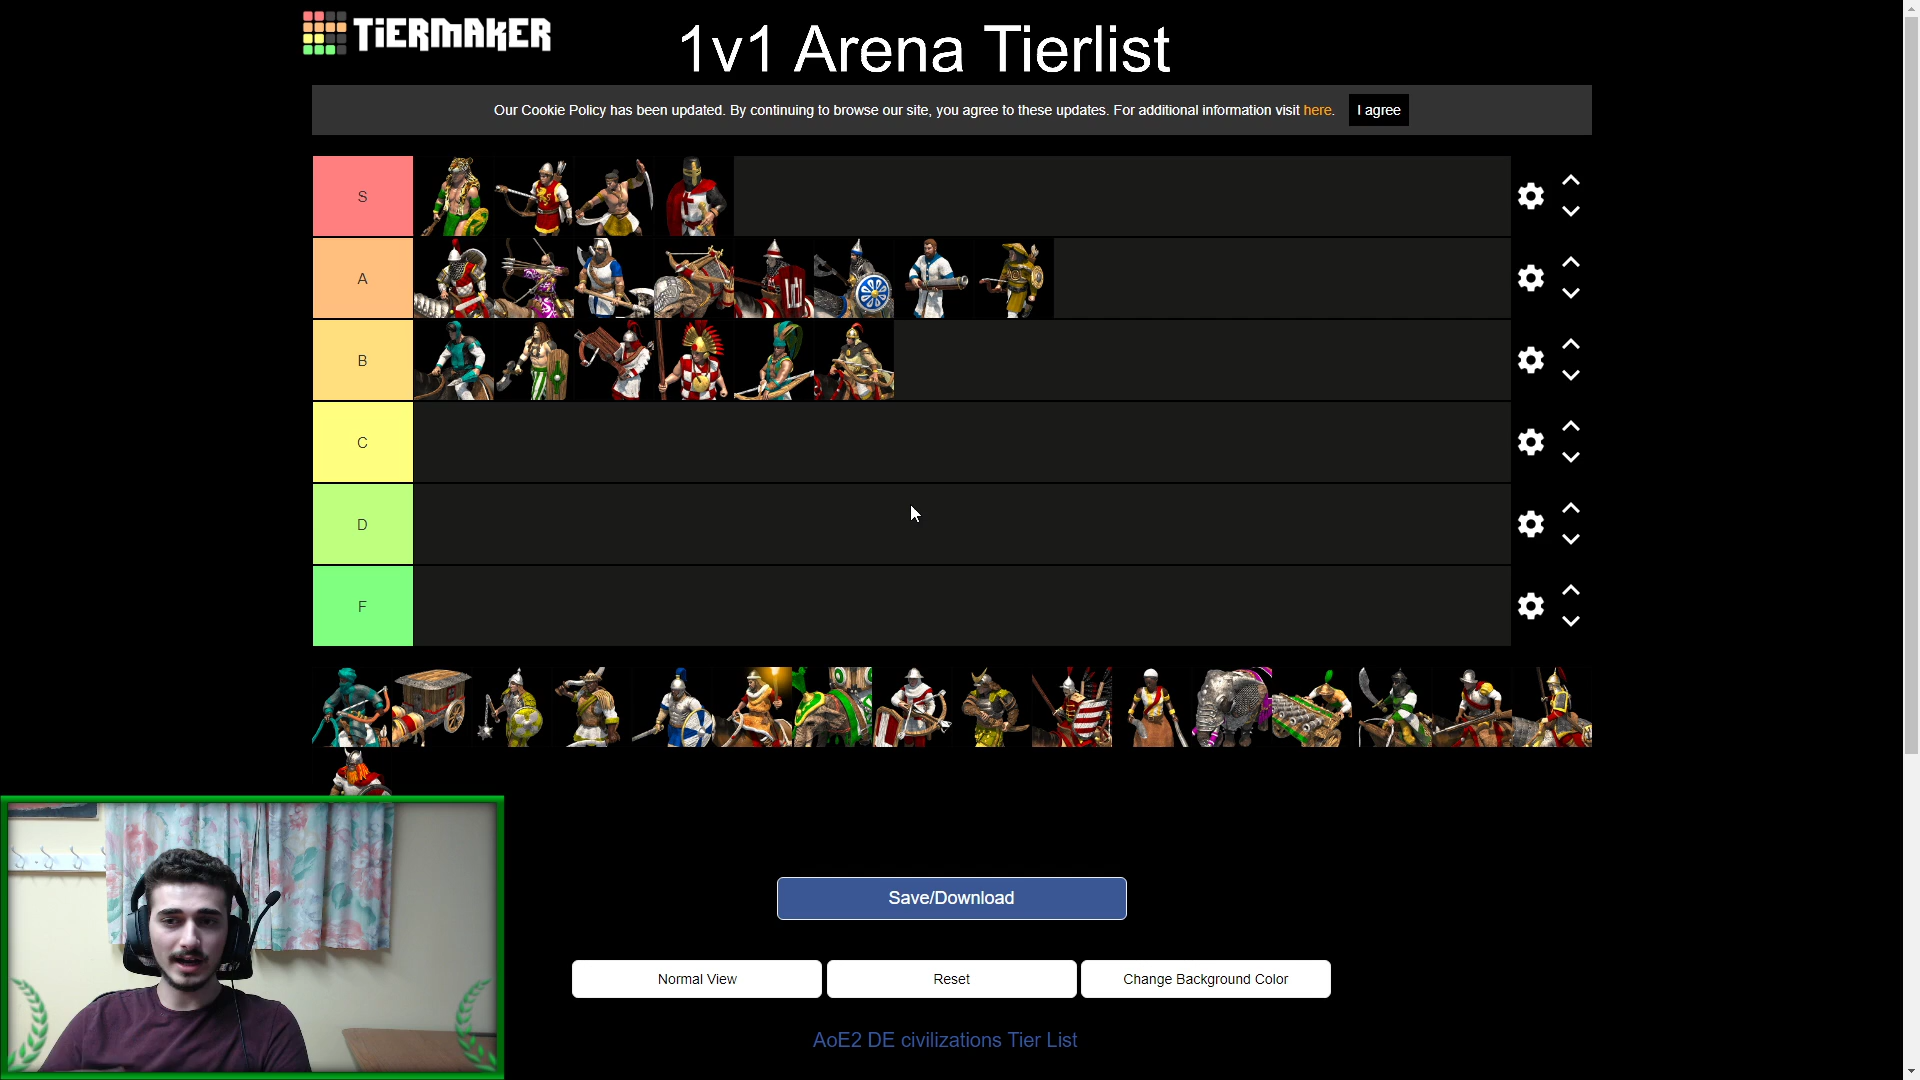 TiERMAKER
1v1 Arena Tierlist
Our Cookie Policy has been updated. By continuing to browse our site, you agree to these updates. For additional information visit here.
I agree
S
A
B
C
D
F
Save/Download
Normal View
Reset
Change Background Color
AoE2 DE civilizations Tier List